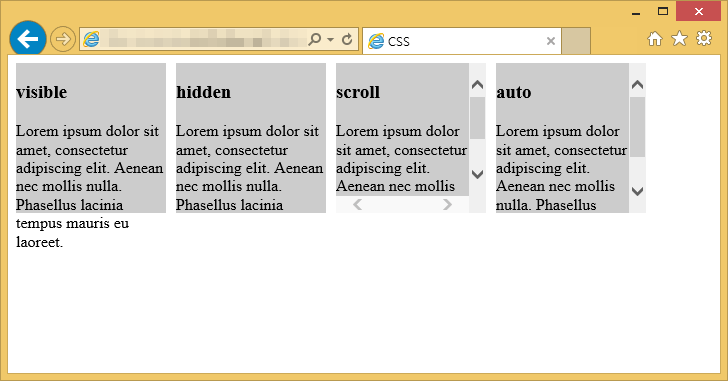 CSS
visible
Lorem ipsum dolor sit
amet, consectetur
adipiscing elit. Aenean
nec mollis nulla.
Phasellus lacinia
tempus mauris eu
laoreet.
hidden
Lorem ipsum dolor sit
amet, consectetur
adipiscing elit. Aenean
nec mollis nulla.
Phasellus lacinia
scroll
Lorem ipsum dolor
sit amet, consectetur
adipiscing elit.
Aenean nec mollis
auto
Lorem ipsum dolor
sit amet, consectetur
adipiscing elit.
Aenean nec mollis
nulla. Phasellus